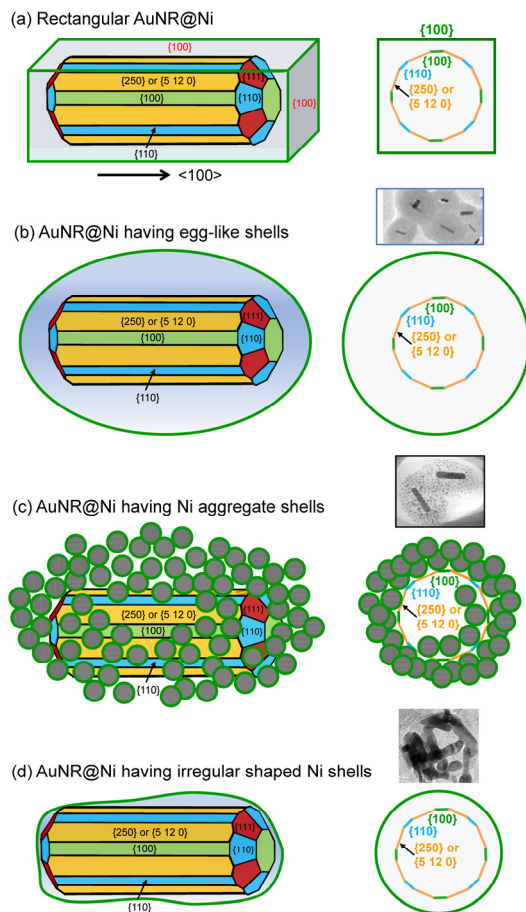 (a) Rectangular AuNR@Ni
{100}
{100}
{250} or {5 12 0}
{111}
{100}
{110}
{100}
{110}
<100>
{100}
{110}
{250} or
{5 12 0}
(b) AuNR@Ni having egg-like shells
{250} or {5 12 0}
{111}
{100}
{110}
{110}
{100}
{110}
{250} or
{5 12 0}
(c) AuNR@Ni having Ni aggregate shells
{250} or {5 12 0}
{111}
{100}
{110}
{110}
{100}
{110}
{250} or
{5 12 0}
(d) AuNR@Ni having irregular shaped Ni shells
{250} or {5 12 0}
{111}
{100}
{110}
{110}
{100}
{110}
{250} or
{5 12 0}